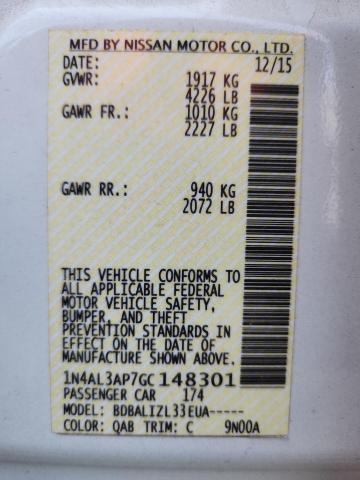 MFD BY NISSAN MOTOR CO., LTD.
DATE: 12/15
GVWR: 1917 KG
4226 LB
GAWR FR.: 1010 KG
2227 LB
GAWR RR.: 940 KG
2072 LB
THIS VEHICLE CONFORMS TO
ALL APPLICABLE FEDERAL
MOTOR VEHICLE SAFETY,
BUMPER, AND THEFT
PREVENTION STANDARDS IN
EFFECT ON THE DATE OF
MANUFACTURE SHOWN ABOVE.
1N4AL3AP7GC148301
PASSENGER CAR 174
MODEL: BDBALIZL33EUA-----
COLOR: QAB TRIM: C 9N00A